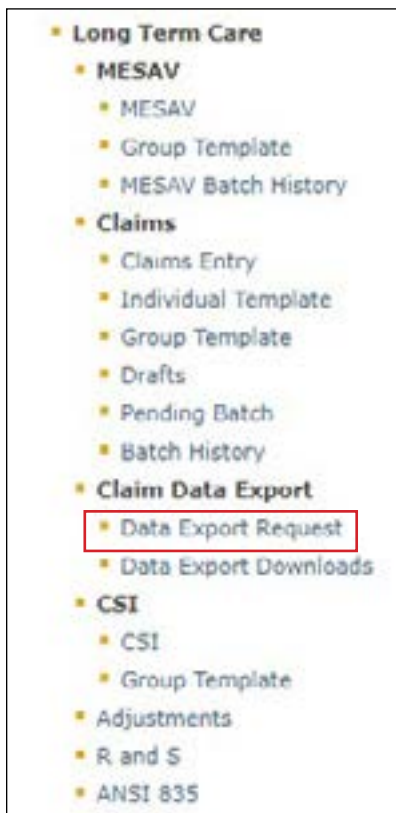 Long Term Care
MESAV
MESAV
Group Template
MESAV Batch History
Claims
Claims Entry
Individual Template
Group Template
Drafts
Pending Batch
Batch History
Claim Data Export
Data Export Request
Data Export Downloads
CSI
CSI
Group Template
Adjustments
R and S
ANSI 835